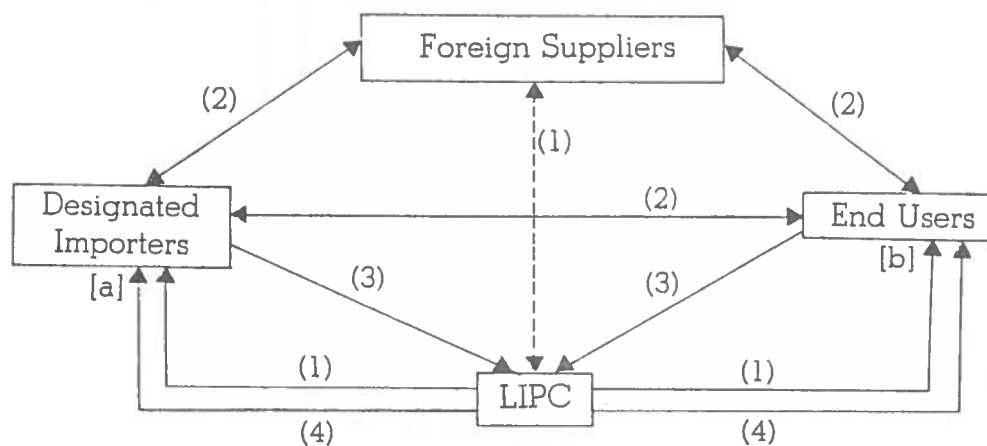 Foreign Suppliers
(2)
(2)
(1)
Designated
Importers
(2)
End Users
[a]
[b]
(3)
(3)
(1)
(1)
LIPC
(4)
(4)